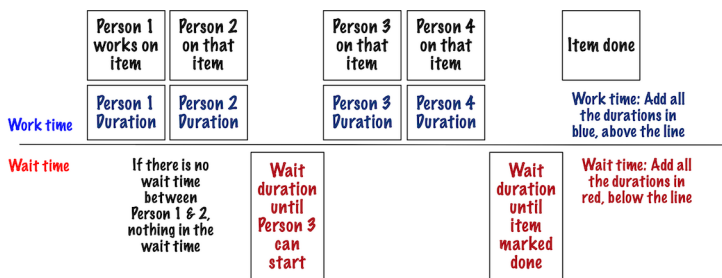 Person 1
works on
item
Person 2
on that
item
Person 3
on that
item
Person 4
on that
item
Item done
Person 1
Duration
Person 2
Duration
Person 3
Duration
Person 4
Duration
Work time: Add all
the durations in
blue, above the line
Work time
Wait time
If there is no
wait time
between
Person 1 & 2,
nothing in the
wait time
Wait
duration
until
Person 3
can
start
Wait
duration
until
item
marked
done
Wait time: Add all
the durations in
red, below the line